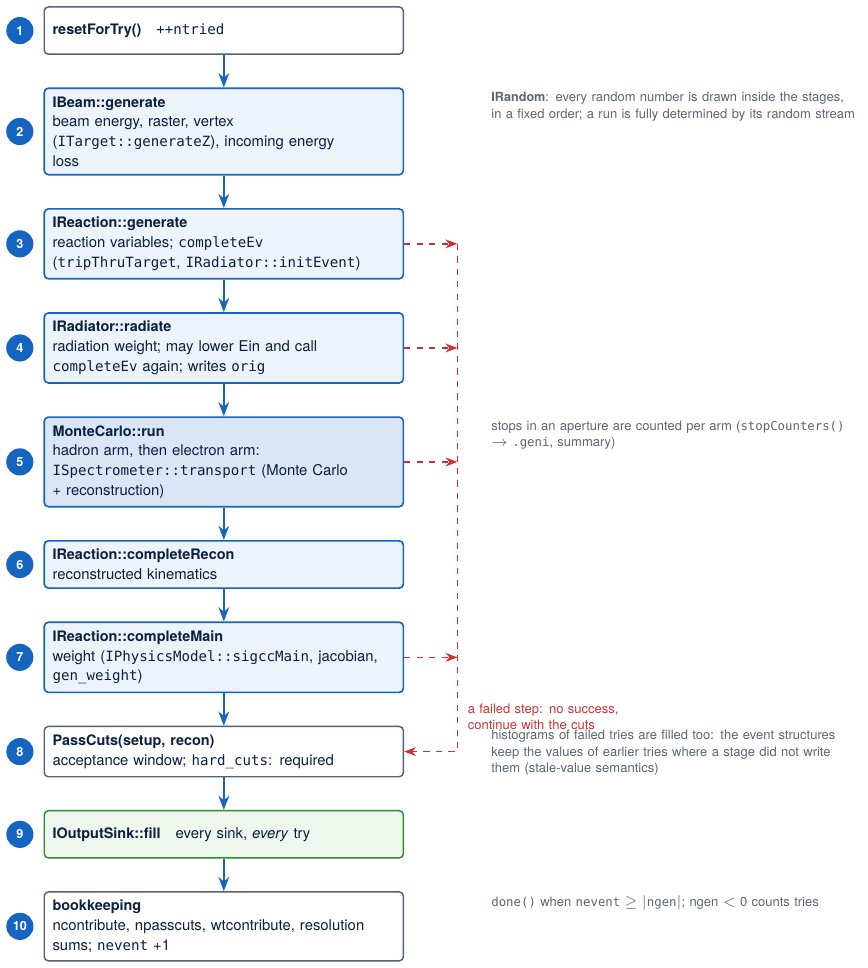 1
resetForTry() ++ntried
2
IBeam::generate
beam energy, raster, vertex
(ITarget::generateZ), incoming energy
loss
IRandom: every random number is drawn inside the stages,
in a fixed order; a run is fully determined by its random stream
3
IReaction::generate
reaction variables; completeEv
(tripThruTarget, IRadiator::initEvent)
4
IRadiator::radiate
radiation weight; may lower Ein and call
completeEv again; writes orig
5
MonteCarlo::run
hadron arm, then electron arm:
ISpectrometer::transport (Monte Carlo
+ reconstruction)
stops in an aperture are counted per arm (stopCounters()
→ .geni, summary)
6
IReaction::completeRecon
reconstructed kinematics
7
IReaction::completeMain
weight (IPhysicsModel::sigccMain, jacobian,
gen_weight)
a failed step: no success,
continue with the cuts
8
PassCuts(setup, recon)
acceptance window; hard_cuts: required
histograms of failed tries are filled too: the event structures
keep the values of earlier tries where a stage did not write
them (stale-value semantics)
9
IOutputSink::fill every sink, every try
10
bookkeeping
ncontribute, npasscuts, wtcontribute, resolution
sums; nevent +1
done() when nevent ≥ |ngen|; ngen < 0 counts tries